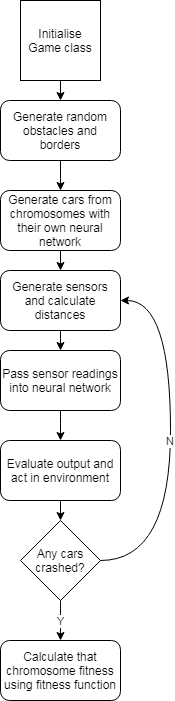 Initialise
Game class
Generate random
obstacles and
borders
Generate cars from
chromosomes with
their own neural
network
Generate sensors
and calculate
distances
Pass sensor readings
into neural network
Evaluate output and
act in environment
Any cars
crashed?
N
Y
Calculate that
chromosome fitness
using fitness function